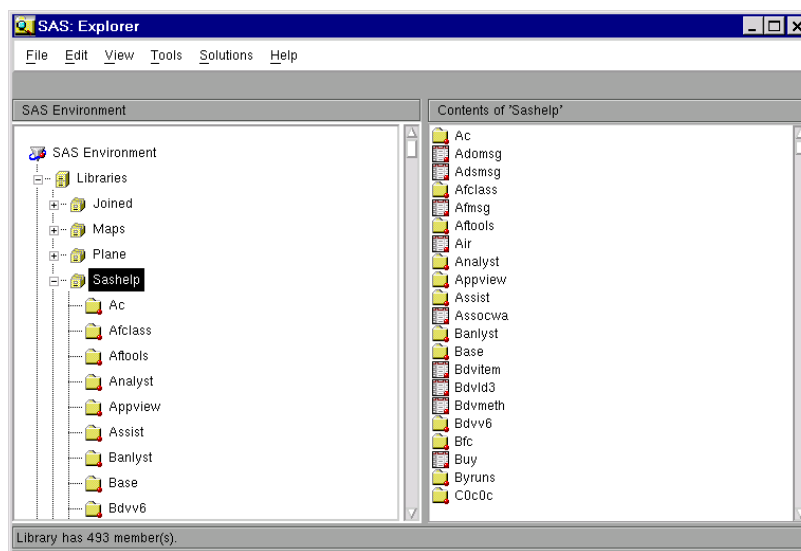 SAS: Explorer
File Edit View Tools Solutions Help
SAS Environment
SAS Environment
Libraries
Joined
Maps
Plane
Sashelp
Ac
Afclass
Aftools
Analyst
Appview
Assist
Banlyst
Base
Bdvv6
Contents of 'Sashelp'
Ac
Adomsg
Adsmsg
Afclass
Afmsg
Aftools
Air
Analyst
Appview
Assist
Assocwa
Banlyst
Base
Bdvitem
Bdvld3
Bdvmeth
Bdvv6
Bfc
Buy
Byruns
C0c0c
Library has 493 member(s).